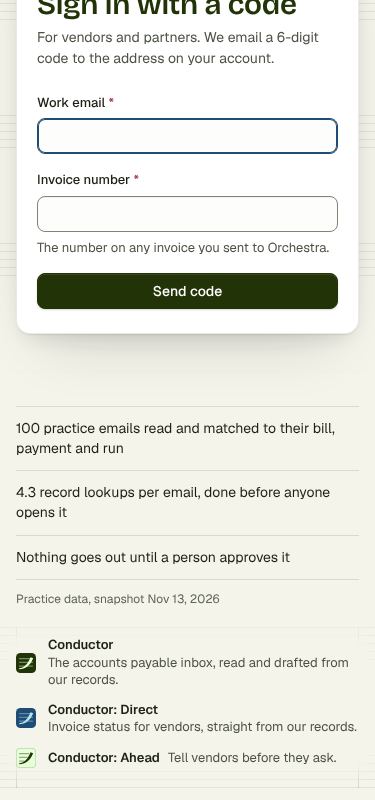 Sign in with a code
For vendors and partners. We email a 6-digit
code to the address on your account.
Work email *
Invoice number *
The number on any invoice you sent to Orchestra.
Send code
100 practice emails read and matched to their bill,
payment and run
4.3 record lookups per email, done before anyone
opens it
Nothing goes out until a person approves it
Practice data, snapshot Nov 13, 2026
Conductor
The accounts payable inbox, read and drafted from
our records.
Conductor: Direct
Invoice status for vendors, straight from our records.
Conductor: Ahead Tell vendors before they ask.